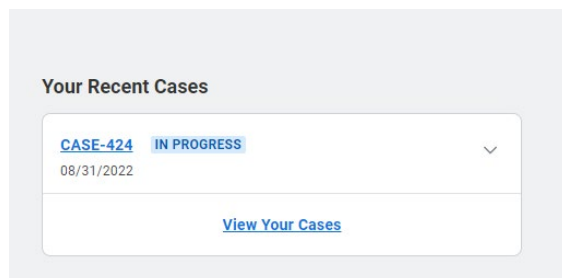 Your Recent Cases
CASE-424 IN PROGRESS
08/31/2022
View Your Cases